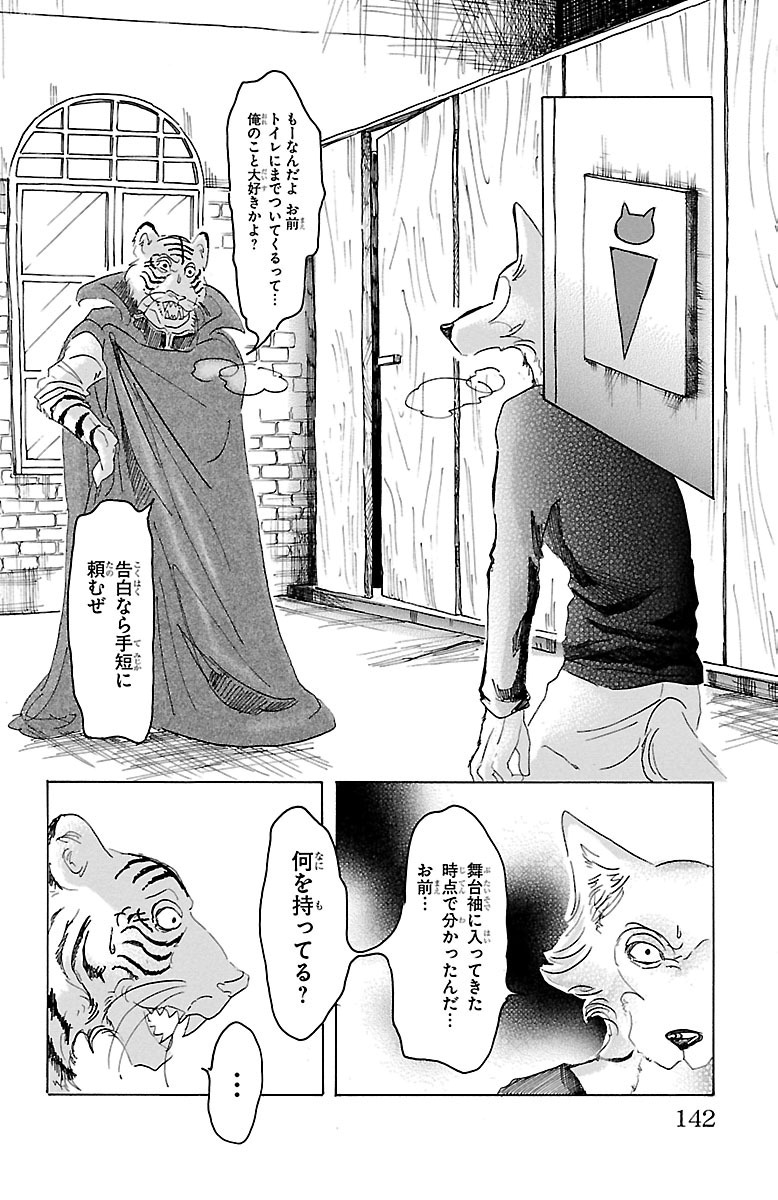 もーなんだよ お前
トイレにまでついてくるって…
俺のこと大好きかよ？
告白なら手短に
頼むぜ
舞台袖に入ってきた
時点で分かったんだ…
お前…
何を持ってる？
…
142